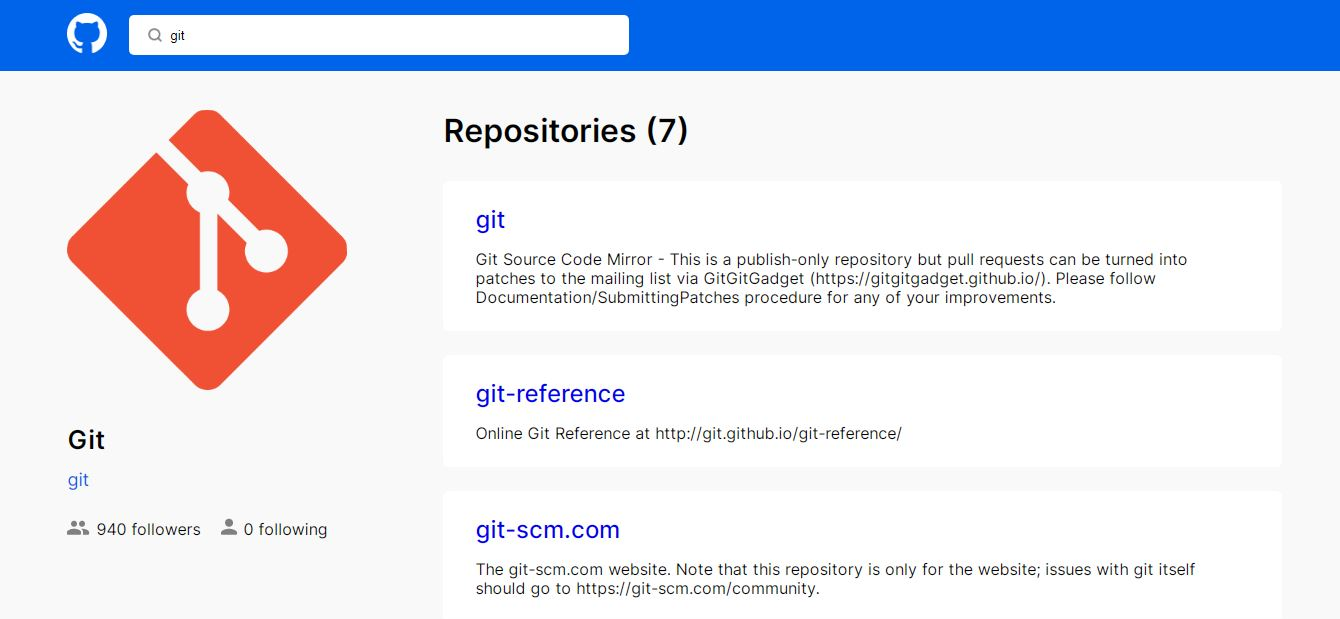 git
Repositories (7)
git
Git Source Code Mirror - This is a publish-only repository but pull requests can be turned into
patches to the mailing list via GitGitGadget (https://gitgitgadget.github.io/). Please follow
Documentation/SubmittingPatches procedure for any of your improvements.
git-reference
Online Git Reference at http://git.github.io/git-reference/
git-scm.com
The git-scm.com website. Note that this repository is only for the website; issues with git itself
should go to https://git-scm.com/community.
Git
git
940 followers 0 following